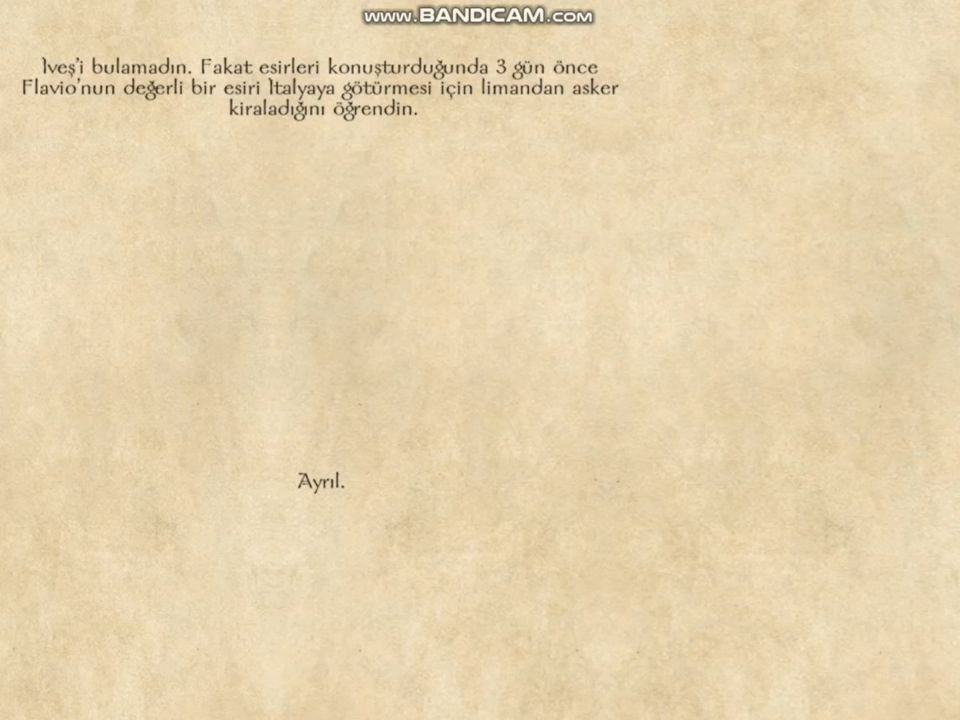 www.BANDICAM.com
Iveş'i bulamadın. Fakat esirleri konuşturduğunda 3 gün önce
Flavio'nun değerli bir esiri Italyaya götürmesi için limandan asker
kiraladığını öğrendin.
Ayrıl.